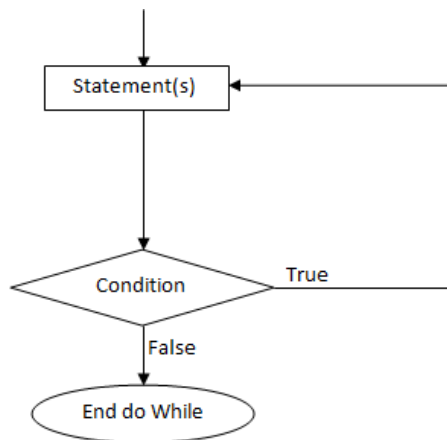 Statement(s)
Condition
True
False
End do While